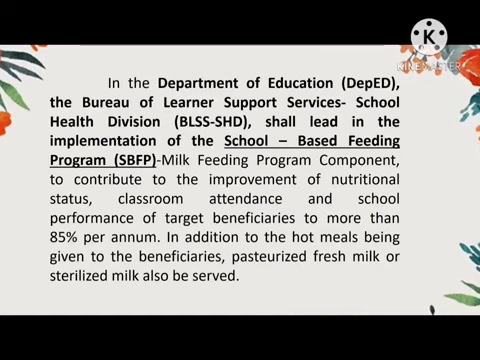 K
KINEMASTER
In the Department of Education (DepED),
the Bureau of Learner Support Services- School
Health Division (BLSS-SHD), shall lead in the
implementation of the School – Based Feeding
Program (SBFP)-Milk Feeding Program Component,
to contribute to the improvement of nutritional
status, classroom attendance and school
performance of target beneficiaries to more than
85% per annum. In addition to the hot meals being
given to the beneficiaries, pasteurized fresh milk or
sterilized milk also be served.